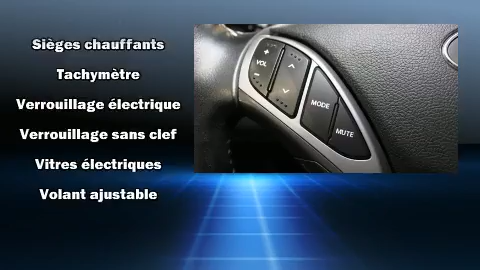 Sièges chauffants
Tachymètre
Verrouillage électrique
Verrouillage sans clef
Vitres électriques
Volant ajustable
+
VOL
-
MODE
MUTE